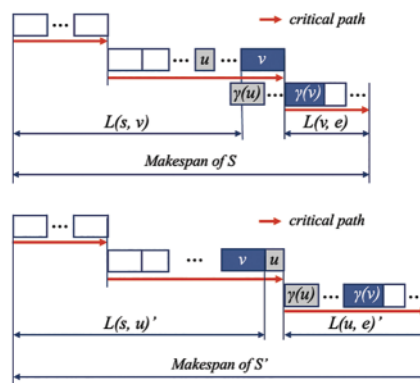 critical path
... ... u ... v
γ(u) ... γ(v) ...
L(s, v) L(v, e)
Makespan of S
critical path
...
... v u
γ(u) ... γ(v) ...
L(s, u)' L(u, e)'
Makespan of S'